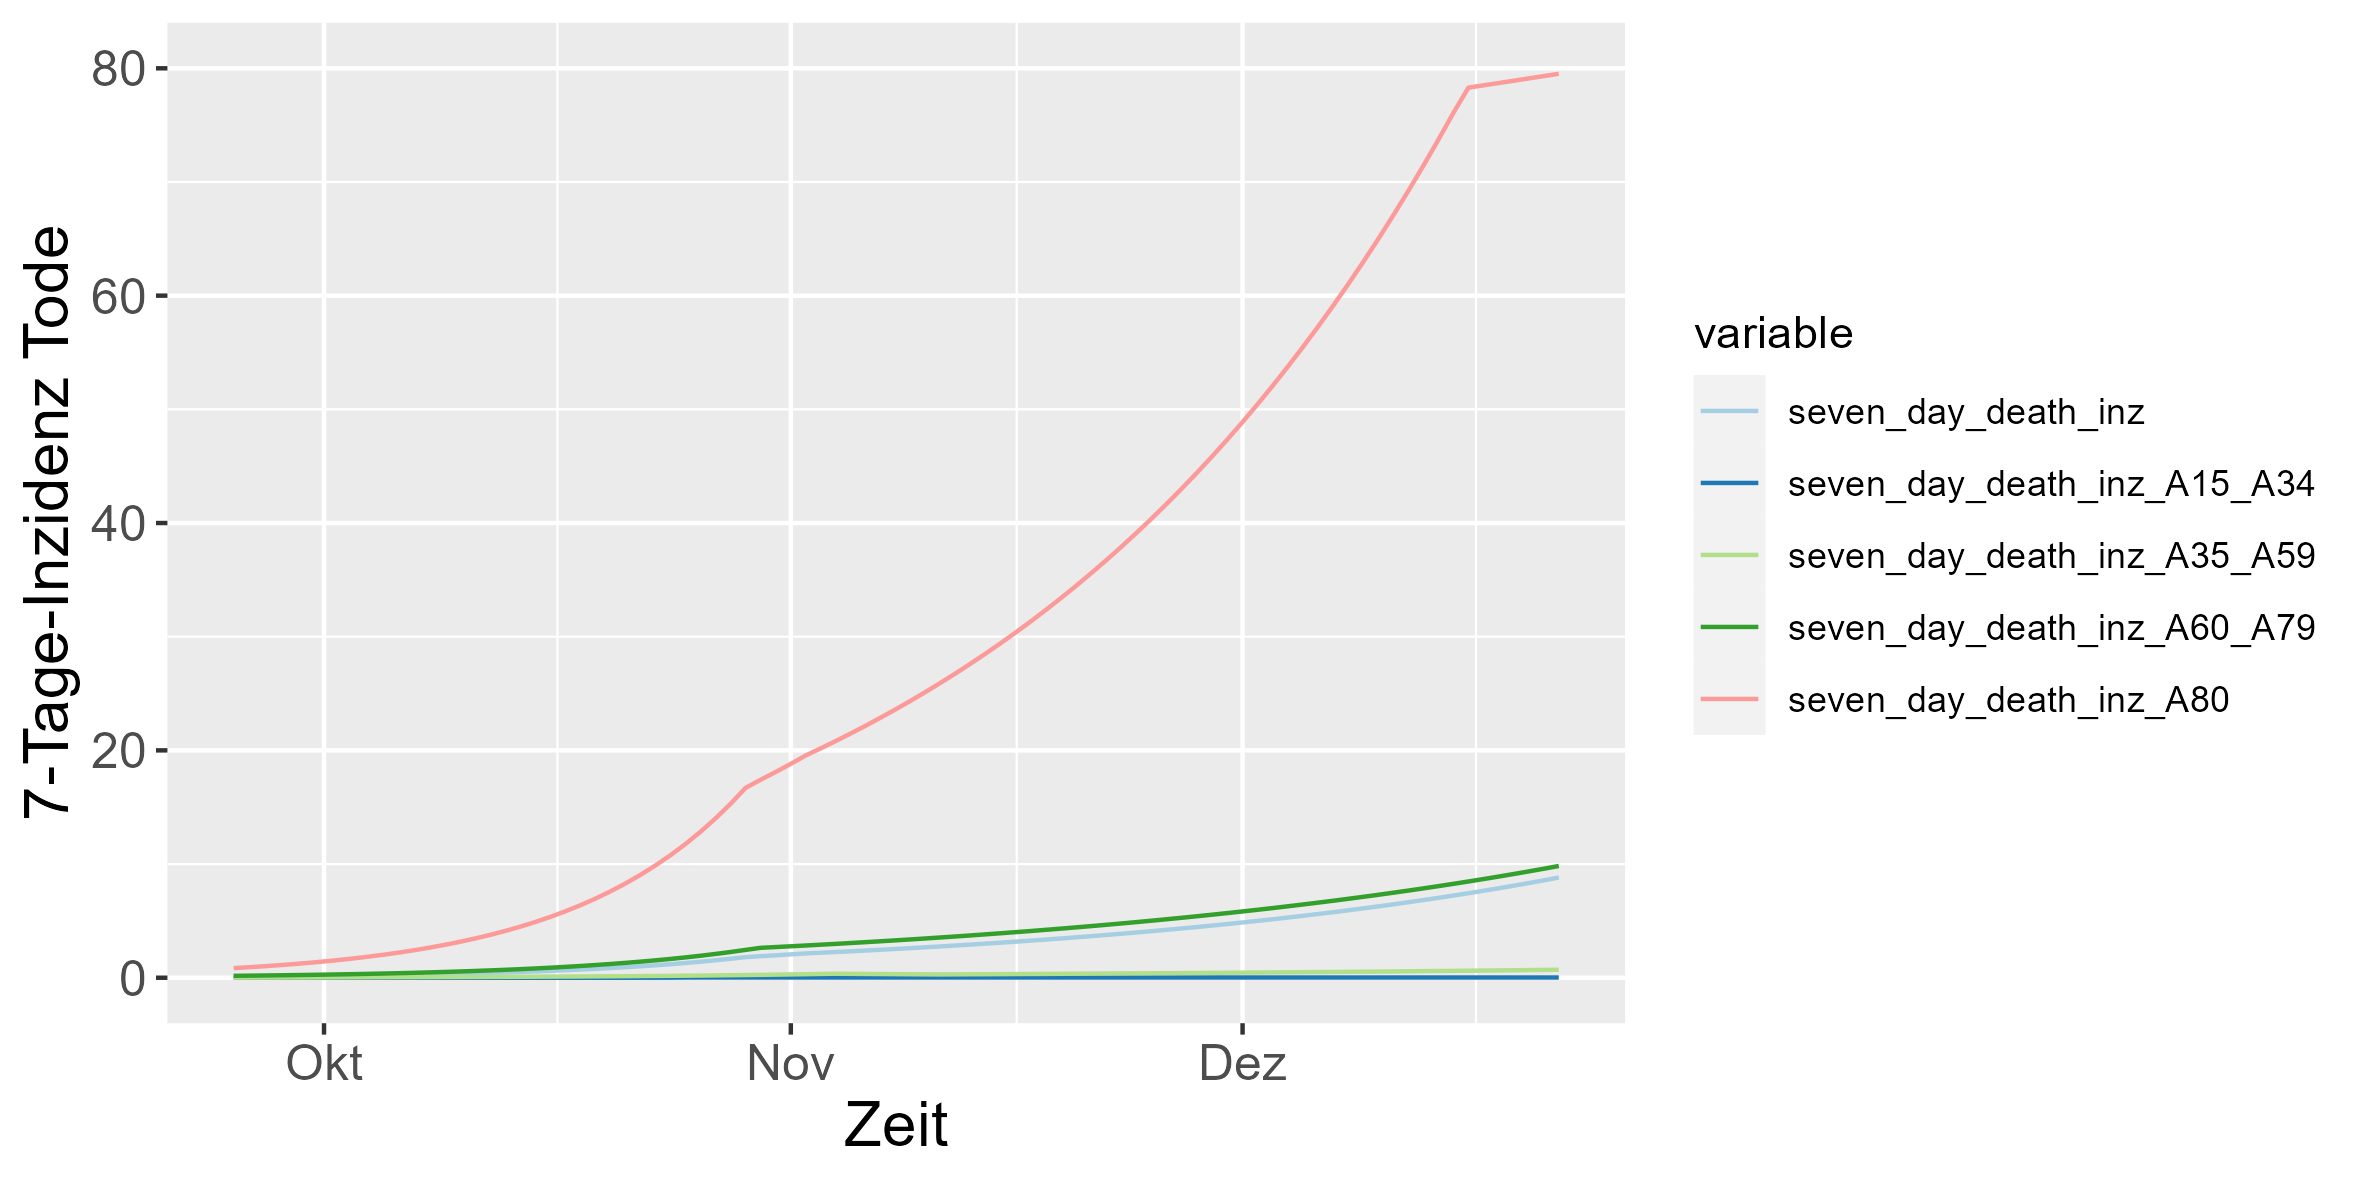 7-Tage-Inzidenz Tode
80
60
40
20
0
Okt
Nov
Dez
Zeit
variable
seven_day_death_inz
seven_day_death_inz_A15_A34
seven_day_death_inz_A35_A59
seven_day_death_inz_A60_A79
seven_day_death_inz_A80